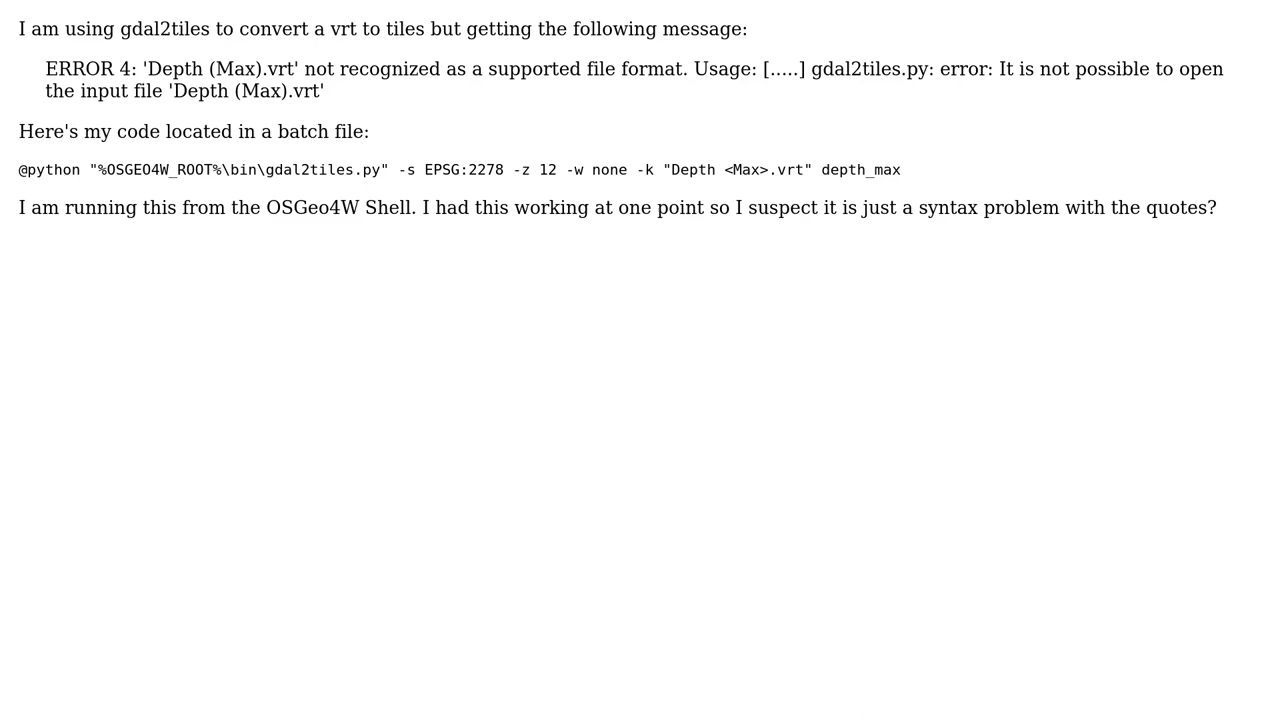 I am using gdal2tiles to convert a vrt to tiles but getting the following message:
ERROR 4: 'Depth (Max).vrt' not recognized as a supported file format. Usage: [.....] gdal2tiles.py: error: It is not possible to open
the input file 'Depth (Max).vrt'
Here's my code located in a batch file:
@python "%OSGEO4W_ROOT%\bin\gdal2tiles.py" -s EPSG:2278 -z 12 -w none -k "Depth <Max>.vrt" depth_max
I am running this from the OSGeo4W Shell. I had this working at one point so I suspect it is just a syntax problem with the quotes?